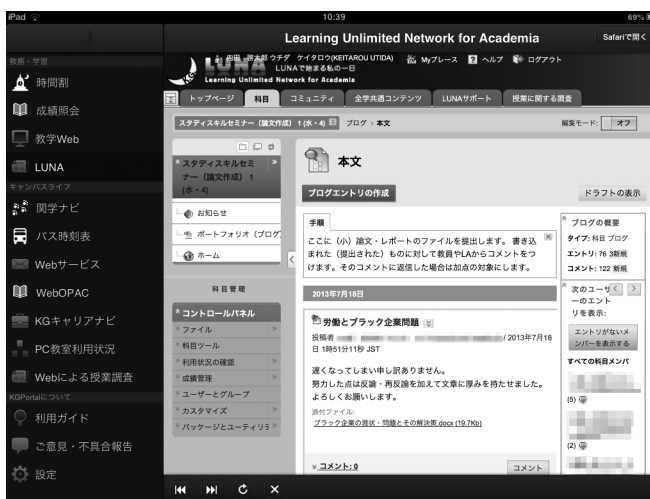 iPad
10:39
69%
Learning Unlimited Network for Academia
Safariで開く
教務・学習
時間割
成績照会
教学Web
LUNA
キャンパスライフ
関学ナビ
バス時刻表
Webサービス
WebOPAC
KGキャリアナビ
PC教室利用状況
Webによる授業調査
KGPortalについて
利用ガイド
ご意見・不具合報告
設定
内田 啓太郎 ウチダ ケイタロウ(KEITAROU UTIDA)
Myプレース
ヘルプ
ログアウト
LUNA
LUNAで始まる私の一日
Learning Unlimited Network for Academia
トップページ
科目
コミュニティ
全学共通コンテンツ
LUNAサポート
授業に関する調査
スタディスキルセミナー（論文作成） 1 (水・4)
ブログ
本文
編集モード:
オフ
スタディスキルセミ
ナー（論文作成） 1
(水・4)
お知らせ
ポートフォリオ（ブログ
ホーム
科目管理
コントロールパネル
ファイル
科目ツール
利用状況の確認
成績管理
ユーザーとグループ
カスタマイズ
パッケージとユーティリテ
本文
ブログエントリの作成
ドラフトの表示
手順
ここに（小）論文・レポートのファイルを提出します。 書き込
まれた（提出された）ものに対して教員やLAからコメントをつ
けます。そのコメントに返信した場合は加点の対象にします。
2013年7月18日
労働とブラック企業問題
投稿者
/ 2013年7月18
日 1時51分11秒 JST
遅くなってしまい申し訳ありません。
努力した点は反論・再反論を加えて文章に厚みを持たせました。
よろしくお願いします。
添付ファイル:
ブラック企業の現状・問題とその解決策.docx (19.7Kb)
コメント: 0
コメント
ブログの概要
タイプ: 科目 ブログ
エントリ: 76 3新規
コメント: 122 新規
次のユーザ
ーのエント
リを表示:
エントリがないメ
ンバーを表示する
すべての科目メンバ
(5)
(2)